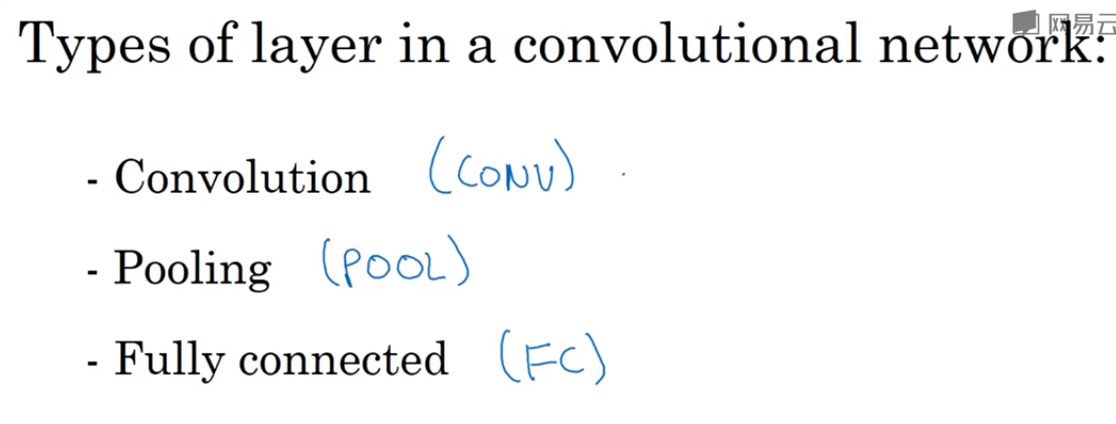 Types of layer in a convolutional network:
网易云
- Convolution (CONV)
- Pooling (POOL)
- Fully connected (FC)